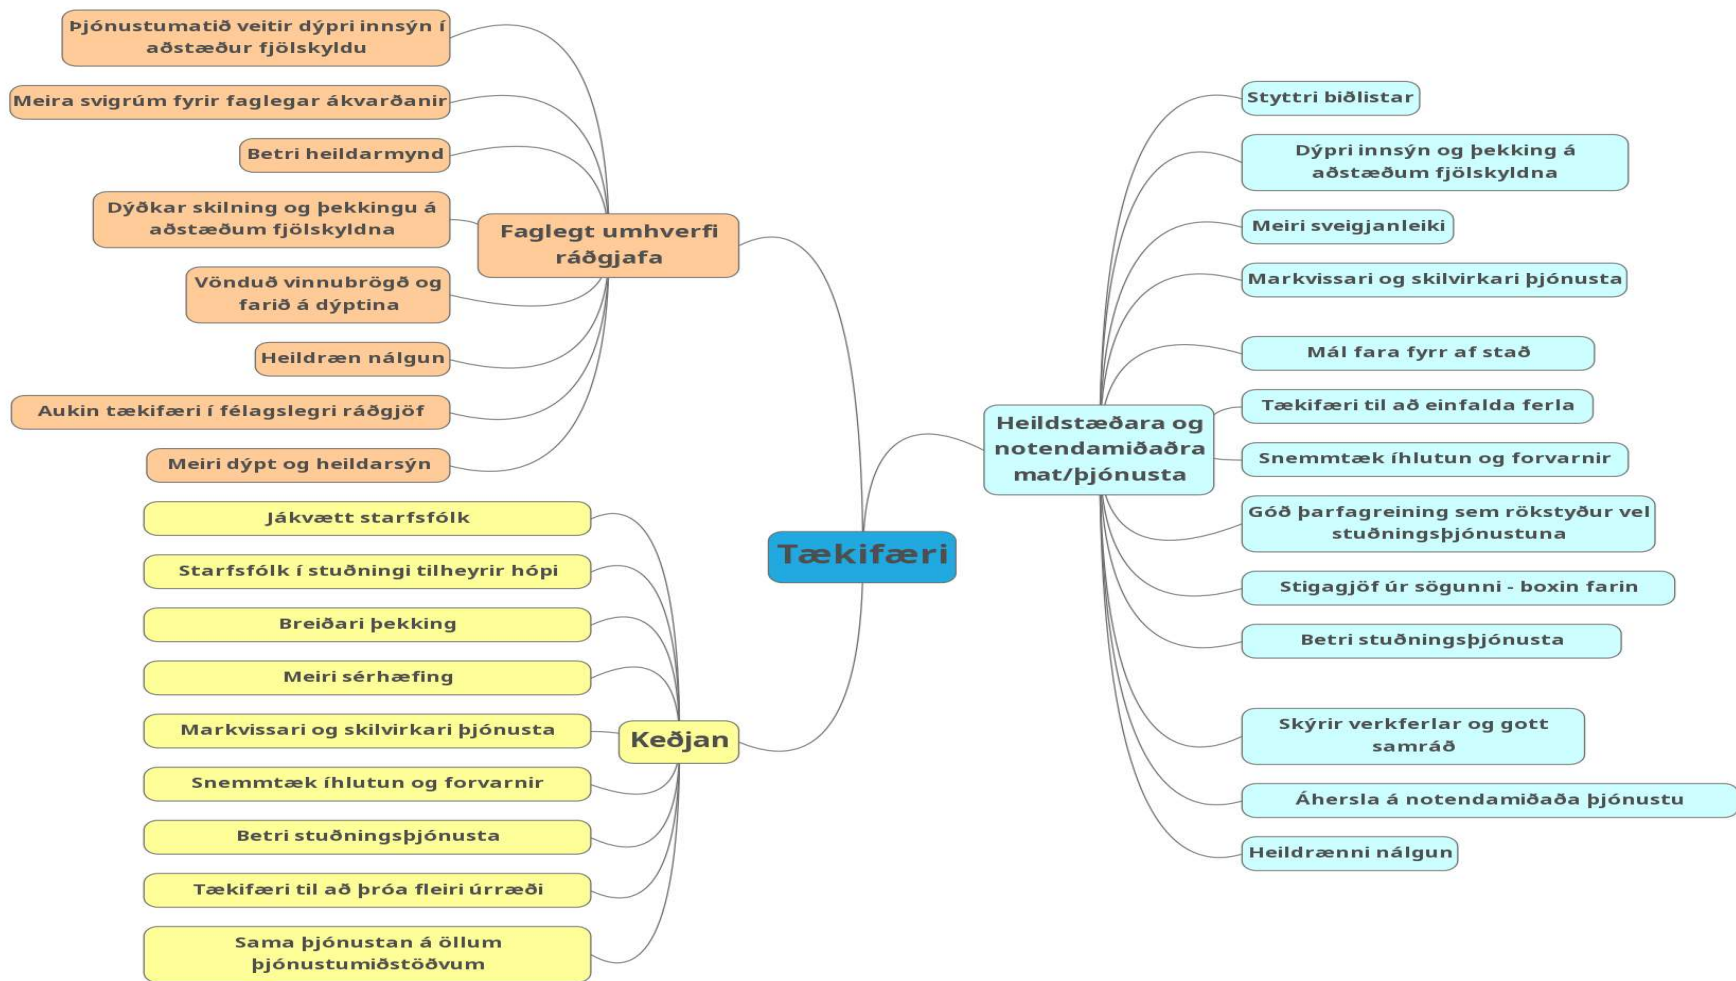 Þjónustumatið veitir dýpri innsýn í
aðstæður fjölskyldu
Meira svigrúm fyrir faglegar ákvarðanir
Betri heildarmynd
Dýðkar skilning og þekkingu á
aðstæðum fjölskyldna
Vönduð vinnubrögð og
farið á dýptina
Heildræn nálgun
Aukin tækifæri í félagslegri ráðgjöf
Meiri dýpt og heildarsýn
Faglegt umhverfi
ráðgjafa
Jákvætt starfsfólk
Starfsfólk í stuðningi tilheyrir hópi
Breiðari þekking
Meiri sérhæfing
Markvissari og skilvirkari þjónusta
Snemmtæk íhlutun og forvarnir
Betri stuðningsþjónusta
Tækifæri til að þróa fleiri úrræði
Sama þjónustan á öllum
þjónustumiðstöðvum
Keðjan
Tækifæri
Heildstæðara og
notendamiðaðra
mat/þjónusta
Styttri biðlistar
Dýpri innsýn og þekking á
aðstæðum fjölskyldna
Meiri sveigjanleiki
Markvissari og skilvirkari þjónusta
Mál fara fyrr af stað
Tækifæri til að einfalda ferla
Snemmtæk íhlutun og forvarnir
Góð þarfagreining sem rökstyður vel
stuðningsþjónustuna
Stigagjöf úr sögunni - boxin farin
Betri stuðningsþjónusta
Skýrir verkferlar og gott
samráð
Áhersla á notendamiðaða þjónustu
Heildrænni nálgun